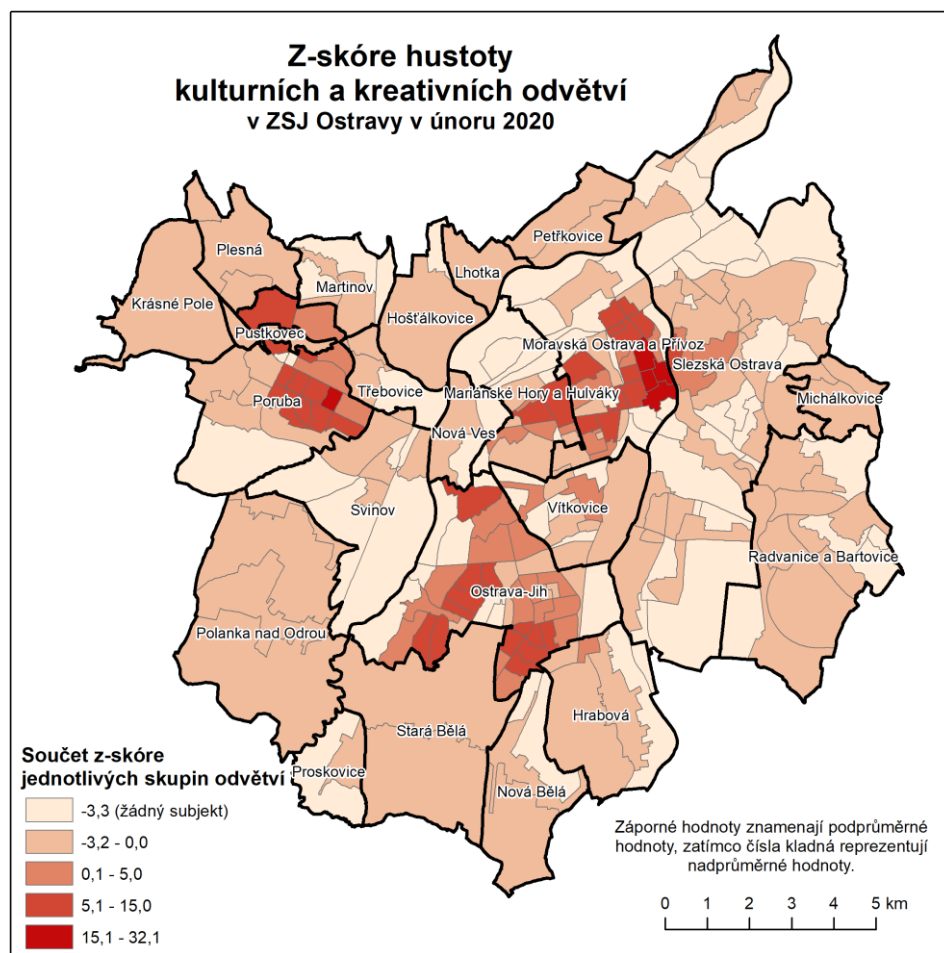 Z-skóre hustoty
kulturních a kreativních odvětví
v ZSJ Ostravy v únoru 2020
Petřkovice
Plesná
Lhotka
Martinov
Krásné Pole
Hošťálkovice
Pustkovec
Moravská Ostrava a Přívoz
Slezská Ostrava
Třebovice
Mariánské Hory a Hulváky
Michálkovice
Poruba
Nová Ves
Svinov
Vítkovice
Radvanice a Bartovice
Ostrava-Jih
Polanka nad Odrou
Hrabová
Stará Bělá
Proskovice
Nová Bělá
Součet z-skóre
jednotlivých skupin odvětví
-3,3 (žádný subjekt)
-3,2 - 0,0
0,1 - 5,0
5,1 - 15,0
15,1 - 32,1
Záporné hodnoty znamenají podprůměrné
hodnoty, zatímco čísla kladná reprezentují
nadprůměrné hodnoty.
0 1 2 3 4 5 km